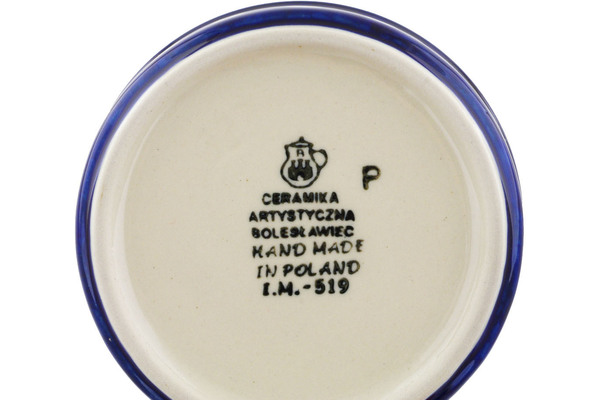 A
P
CERAMIKA
ARTYSTYCZNA
BOLESŁAWIEC
HAND MADE
IN POLAND
I.M.-519